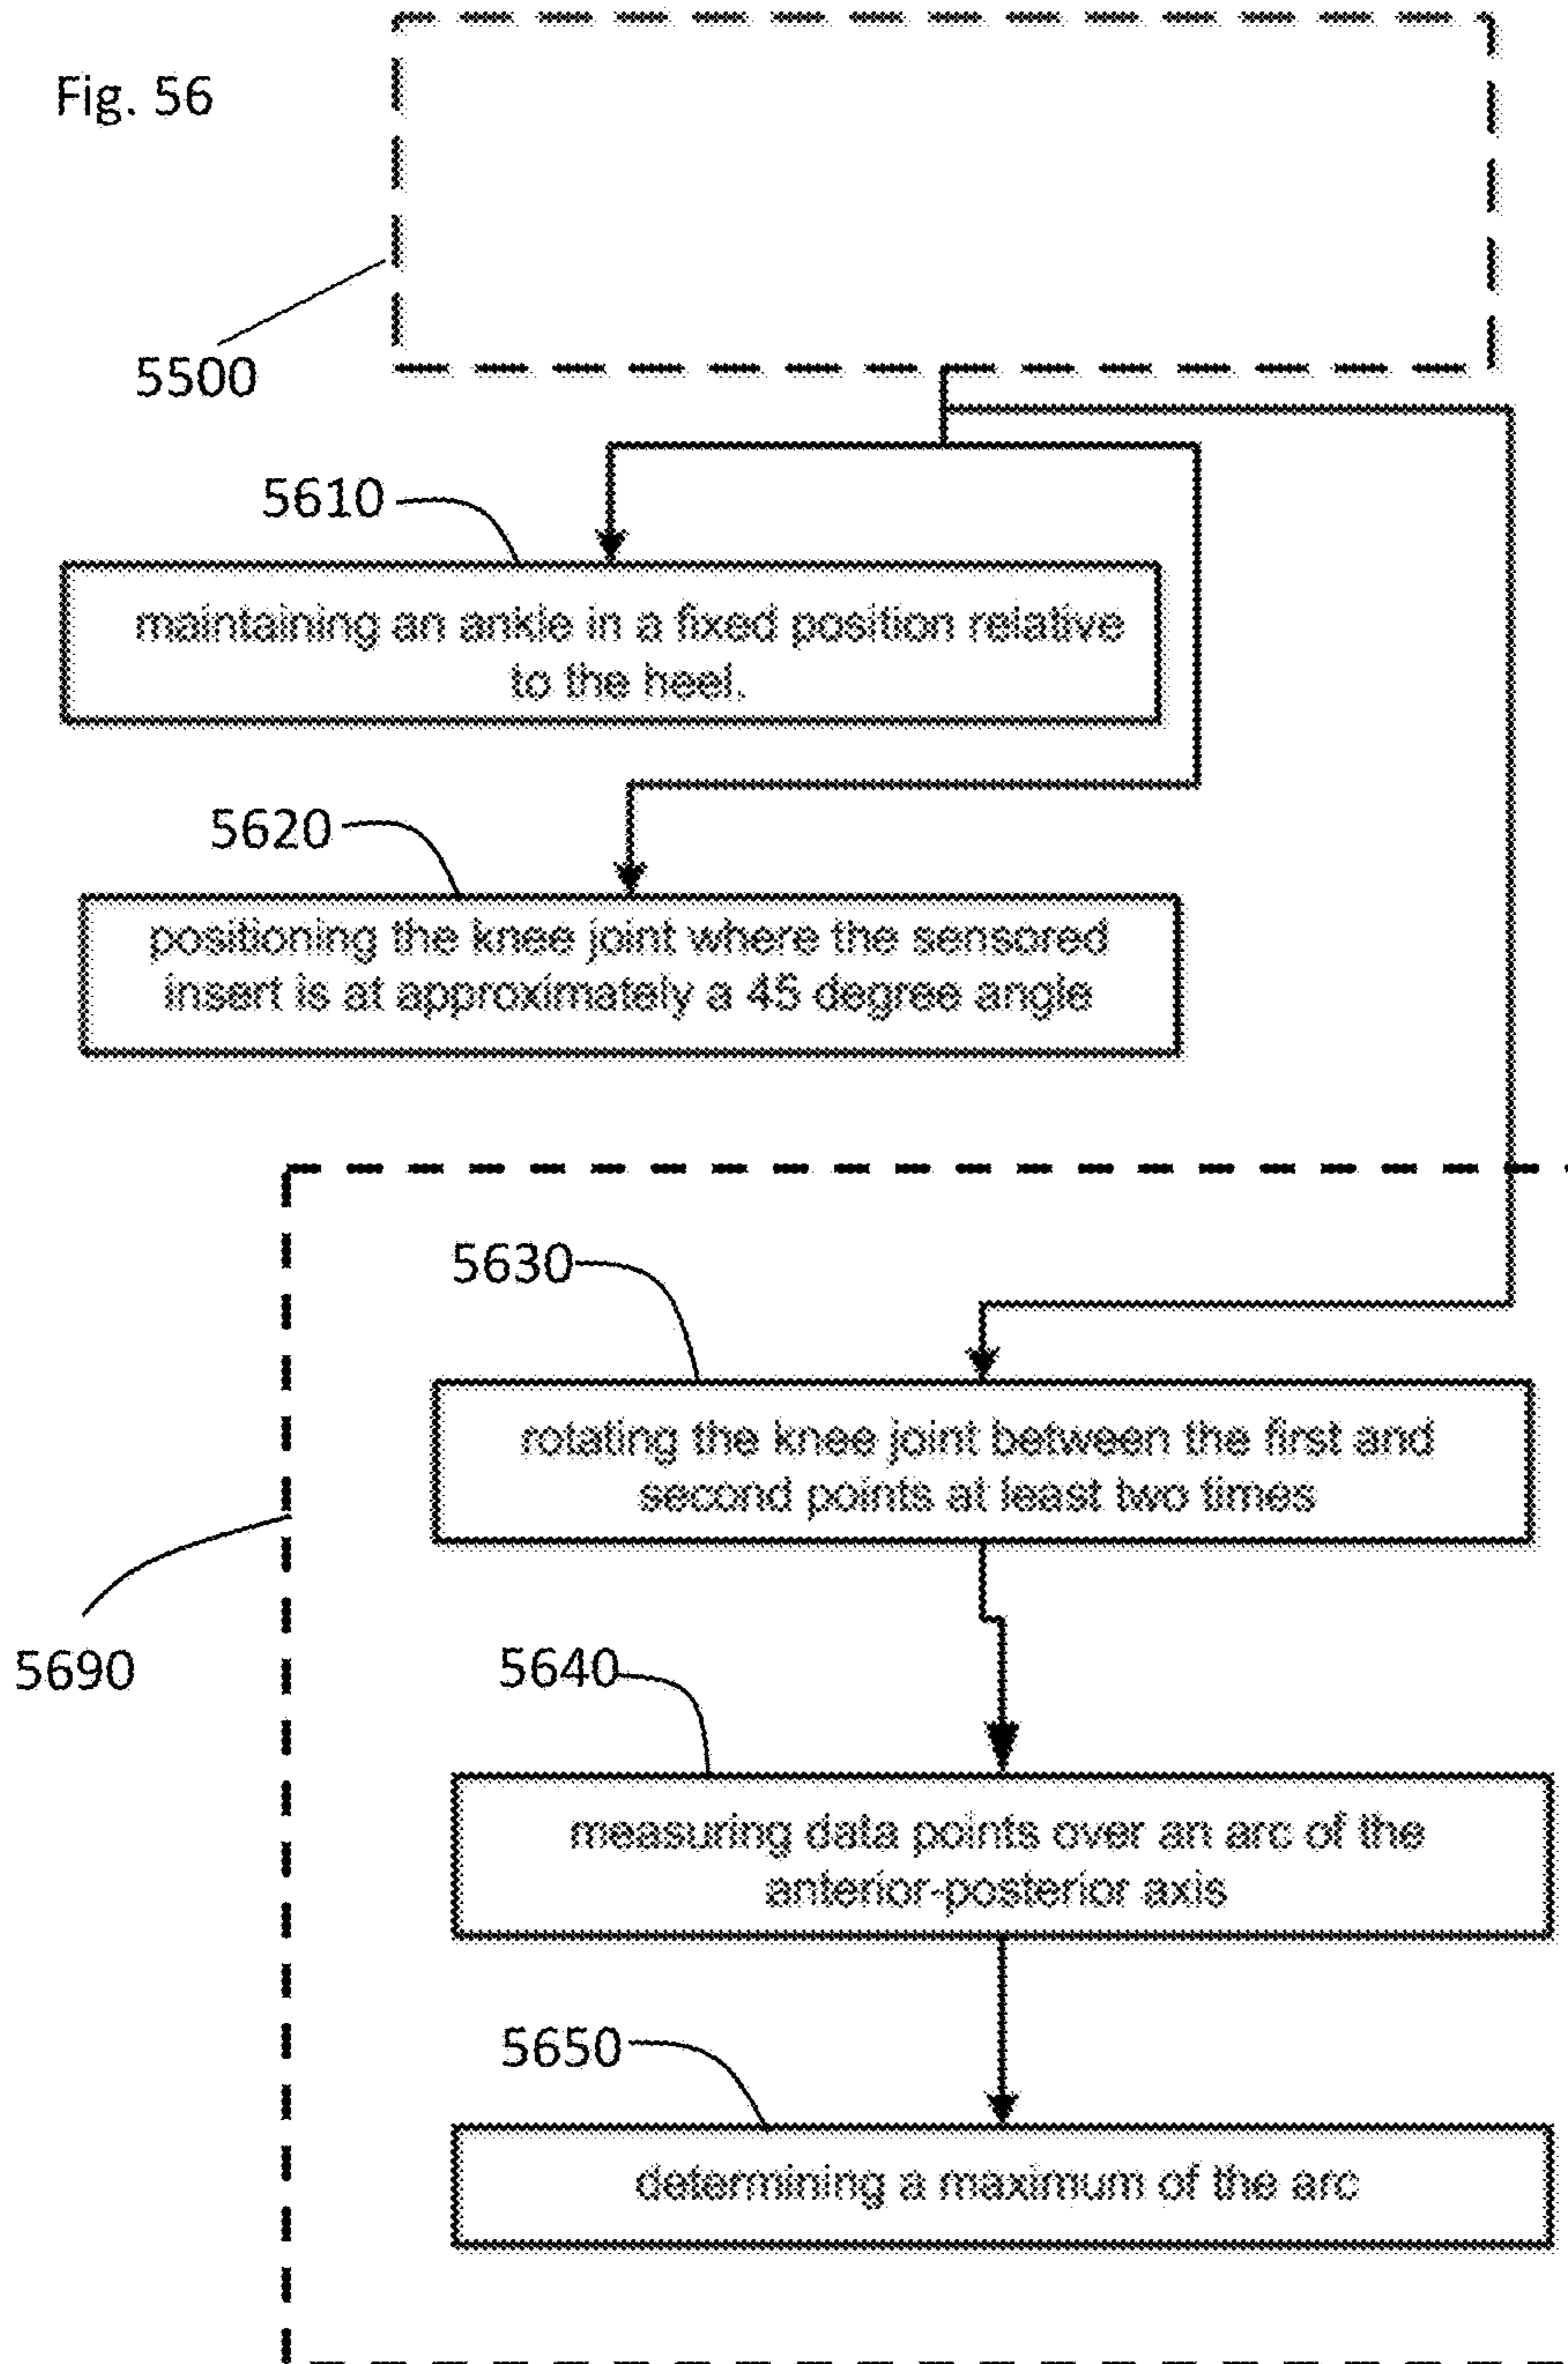 Fig. 56
5500
5610
maintaining an ankle in a fixed position relative
to the heel.
5620
positioning the knee joint where the sensored
insert is at approximately a 45 degree angle
5630
rotating the knee joint between the first and
second points at least two times
5690
5640
measuring data points over an arc of the
anterior-posterior axis
5650
determining a maximum of the arc